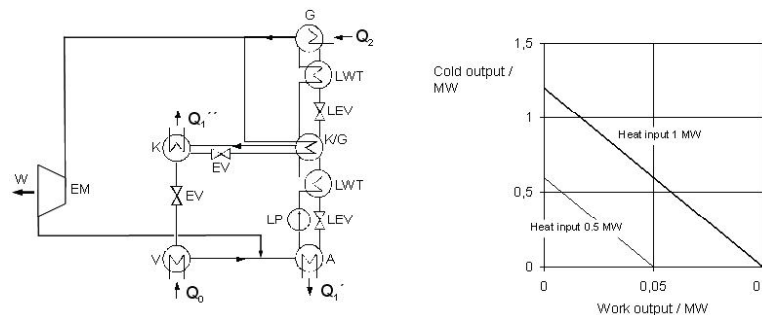 G
Q2
LWT
LEV
Q1´´
K
K/G
EV
W
EM
EV
LWT
LP
LEV
V
A
Q0
Q1´
Cold output /
MW
1,5
1
0,5
0
Heat input 1 MW
Heat input 0.5 MW
0
0,05
Work output / MW